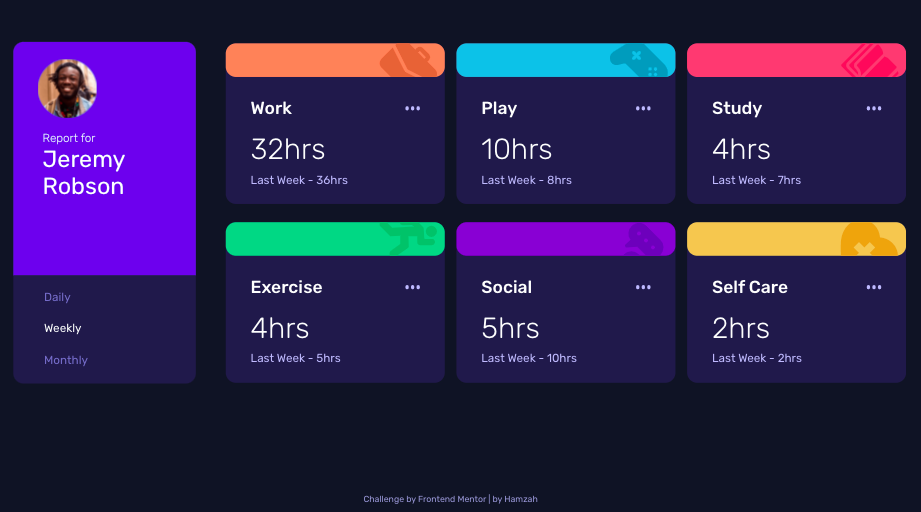 Report for
Jeremy
Robson
Daily
Weekly
Monthly
Work
32hrs
Last Week - 36hrs
Play
10hrs
Last Week - 8hrs
Study
4hrs
Last Week - 7hrs
Exercise
4hrs
Last Week - 5hrs
Social
5hrs
Last Week - 10hrs
Self Care
2hrs
Last Week - 2hrs
Challenge by Frontend Mentor | by Hamzah